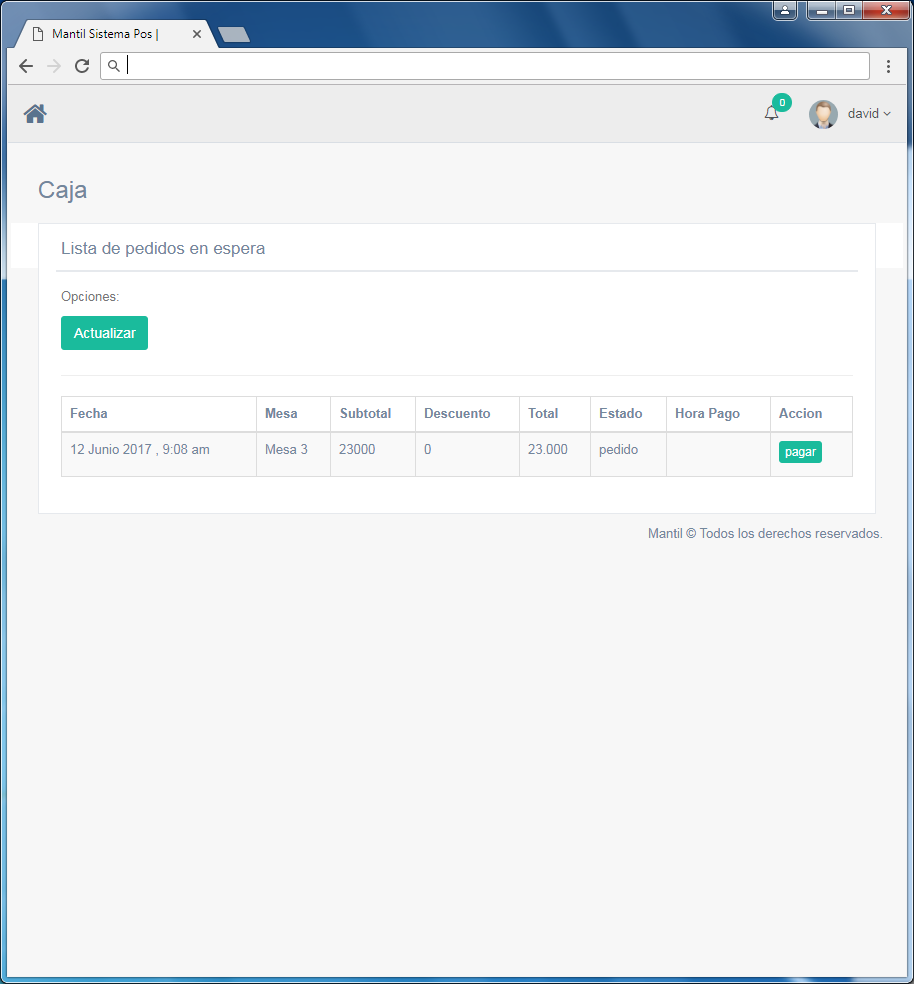 Mantil Sistema Pos |
0
david
Caja
Lista de pedidos en espera
Opciones:
Actualizar
Fecha Mesa Subtotal Descuento Total Estado Hora Pago Accion
12 Junio 2017 , 9:08 am Mesa 3 23000 0 23.000 pedido pagar
Mantil © Todos los derechos reservados.